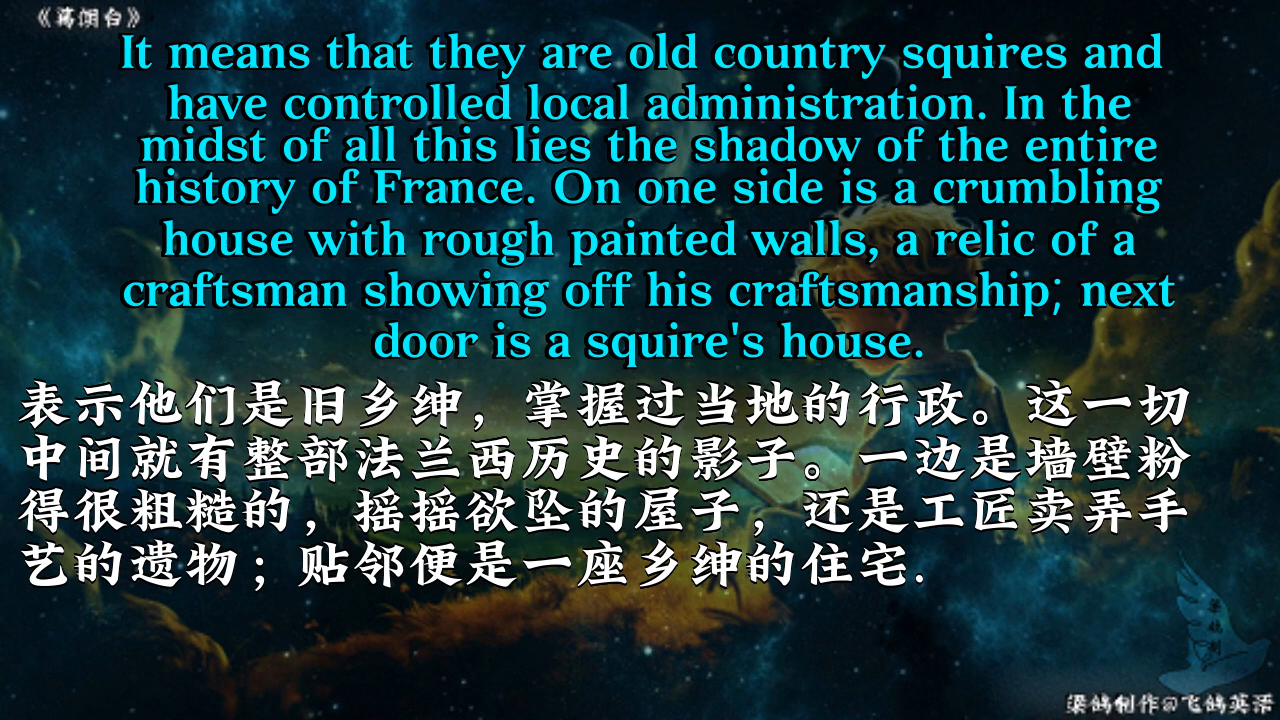 It means that they are old country squires and
have controlled local administration. In the
midst of all this lies the shadow of the entire
history of France. On one side is a crumbling
house with rough painted walls, a relic of a
craftsman showing off his craftsmanship; next
door is a squire's house.
表示他们是旧乡绅，掌握过当地的行政。这一切
中间就有整部法兰西历史的影子。一边是墙壁粉
得很粗糙的，摇摇欲坠的屋子，还是工匠卖弄手
艺的遗物；贴邻便是一座乡绅的住宅.
梁鸽制作@飞鸽英语